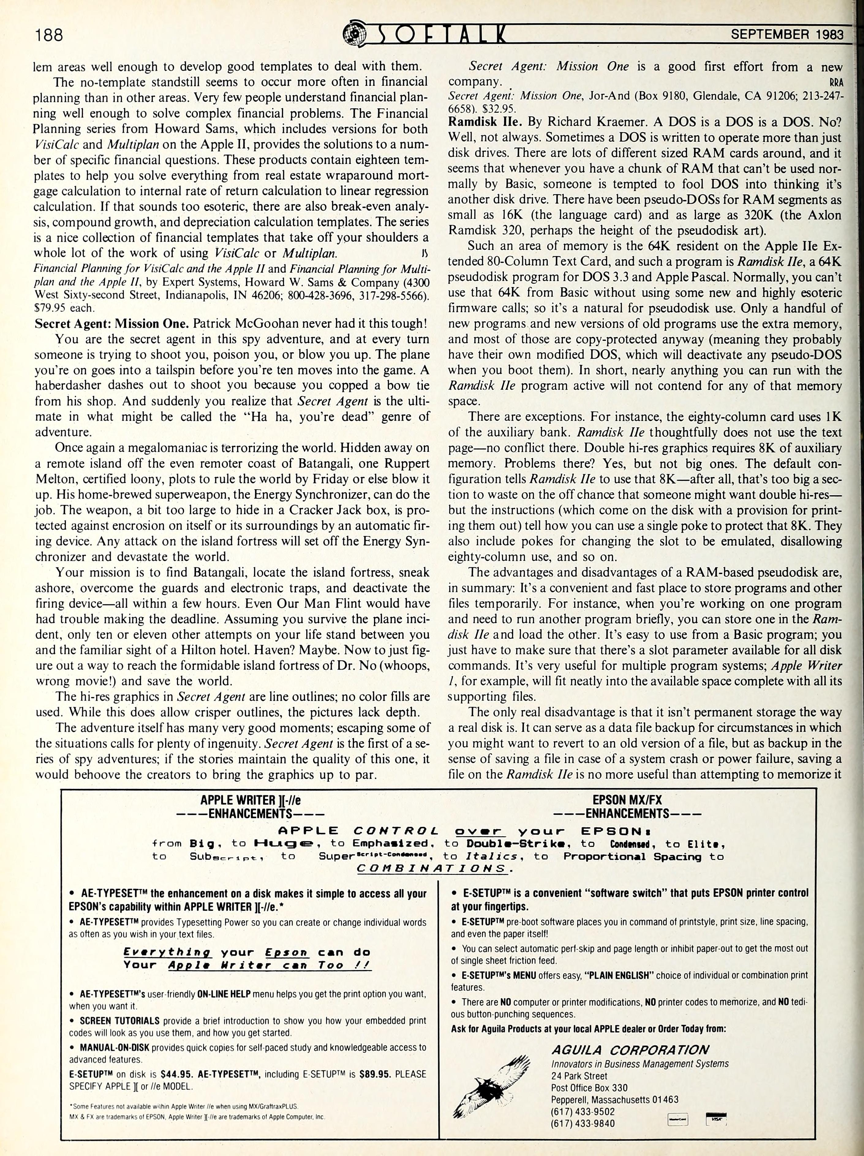 188
SOFTALK
SEPTEMBER 1983
lem areas well enough to develop good templates to deal with them.
The no-template standstill seems to occur more often in financial
planning than in other areas. Very few people understand financial plan-
ning well enough to solve complex financial problems. The Financial
Planning series from Howard Sams, which includes versions for both
VisiCalc and Multiplan on the Apple II, provides the solutions to a num-
ber of specific financial questions. These products contain eighteen tem-
plates to help you solve everything from real estate wraparound mort-
gage calculation to internal rate of return calculation to linear regression
calculation. If that sounds too esoteric, there are also break-even analy-
sis, compound growth, and depreciation calculation templates. The series
is a nice collection of financial templates that take off your shoulders a
whole lot of the work of using VisiCalc or Multiplan.
Financial Planning for VisiCalc and the Apple II and Financial Planning for Multi-
plan and the Apple II, by Expert Systems, Howard W. Sams & Company (4300
West Sixty-second Street, Indianapolis, IN 46206; 800-428-3696, 317-298-5566).
$79.95 each.
Secret Agent: Mission One. Patrick McGoohan never had it this tough!
You are the secret agent in this spy adventure, and at every turn
someone is trying to shoot you, poison you, or blow you up. The plane
you're on goes into a tailspin before you're ten moves into the game. A
haberdasher dashes out to shoot you because you copped a bow tie
from his shop. And suddenly you realize that Secret Agent is the ulti-
mate in what might be called the "Ha ha, you're dead" genre of
adventure.
Once again a megalomaniac is terrorizing the world. Hidden away on
a remote island off the even remoter coast of Batangali, one Ruppert
Melton, certified loony, plots to rule the world by Friday or else blow it
up. His home-brewed superweapon, the Energy Synchronizer, can do the
job. The weapon, a bit too large to hide in a Cracker Jack box, is pro-
tected against encrosion on itself or its surroundings by an automatic fir-
ing device. Any attack on the island fortress will set off the Energy Syn-
chronizer and devastate the world.
Your mission is to find Batangali, locate the island fortress, sneak
ashore, overcome the guards and electronic traps, and deactivate the
firing device—all within a few hours. Even Our Man Flint would have
had trouble making the deadline. Assuming you survive the plane inci-
dent, only ten or eleven other attempts on your life stand between you
and the familiar sight of a Hilton hotel. Haven? Maybe. Now to just fig-
ure out a way to reach the formidable island fortress of Dr. No (whoops,
wrong movie!) and save the world.
The hi-res graphics in Secret Agent are line outlines; no color fills are
used. While this does allow crisper outlines, the pictures lack depth.
The adventure itself has many very good moments; escaping some of
the situations calls for plenty of ingenuity. Secret Agent is the first of a se-
ries of spy adventures; if the stories maintain the quality of this one, it
would behoove the creators to bring the graphics up to par.
Secret Agent: Mission One is a good first effort from a new
company. RRA
Secret Agent: Mission One, Jor-And (Box 9180, Glendale, CA 91206; 213-247-
6658). $32.95.
Ramdisk IIe. By Richard Kraemer. A DOS is a DOS is a DOS. No?
Well, not always. Sometimes a DOS is written to operate more than just
disk drives. There are lots of different sized RAM cards around, and it
seems that whenever you have a chunk of RAM that can't be used nor-
mally by Basic, someone is tempted to fool DOS into thinking it's
another disk drive. There have been pseudo-DOSs for RAM segments as
small as 16K (the language card) and as large as 320K (the Axlon
Ramdisk 320, perhaps the height of the pseudodisk art).
Such an area of memory is the 64K resident on the Apple IIe Ex-
tended 80-Column Text Card, and such a program is Ramdisk IIe, a 64K
pseudodisk program for DOS 3.3 and Apple Pascal. Normally, you can't
use that 64K from Basic without using some new and highly esoteric
firmware calls; so it's a natural for pseudodisk use. Only a handful of
new programs and new versions of old programs use the extra memory,
and most of those are copy-protected anyway (meaning they probably
have their own modified DOS, which will deactivate any pseudo-DOS
when you boot them). In short, nearly anything you can run with the
Ramdisk IIe program active will not contend for any of that memory
space.
There are exceptions. For instance, the eighty-column card uses 1K
of the auxiliary bank. Ramdisk IIe thoughtfully does not use the text
page—no conflict there. Double hi-res graphics requires 8K of auxiliary
memory. Problems there? Yes, but not big ones. The default con-
figuration tells Ramdisk IIe to use that 8K—after all, that's too big a sec-
tion to waste on the off chance that someone might want double hi-res—
but the instructions (which come on the disk with a provision for print-
ing them out) tell how you can use a single poke to protect that 8K. They
also include pokes for changing the slot to be emulated, disallowing
eighty-column use, and so on.
The advantages and disadvantages of a RAM-based pseudodisk are,
in summary: It's a convenient and fast place to store programs and other
files temporarily. For instance, when you're working on one program
and need to run another program briefly, you can store one in the Ram-
disk IIe and load the other. It's easy to use from a Basic program; you
just have to make sure that there's a slot parameter available for all disk
commands. It's very useful for multiple program systems; Apple Writer
I, for example, will fit neatly into the available space complete with all its
supporting files.
The only real disadvantage is that it isn't permanent storage the way
a real disk is. It can serve as a data file backup for circumstances in which
you might want to revert to an old version of a file, but as backup in the
sense of saving a file in case of a system crash or power failure, saving a
file on the Ramdisk IIe is no more useful than attempting to memorize it
APPLE WRITER ][-//e
---ENHANCEMENTS---
EPSON MX/FX
---ENHANCEMENTS---
APPLE CONTROL over your EPSON:
from Big, to Huge, to Emphasized, to Double-Strike, to Condensed, to Elite,
to Subscript, to SuperScript-Condensed, to Italics, to Proportional Spacing to
COMBINATIONS.
• AE-TYPESET™ the enhancement on a disk makes it simple to access all your
EPSON's capability within APPLE WRITER ][-//e.*
• AE-TYPESET™ provides Typesetting Power so you can create or change individual words
as often as you wish in your text files.
Everything your Epson can do
Your Apple Writer can Too !!
• AE-TYPESET™'s user-friendly ON-LINE HELP menu helps you get the print option you want,
when you want it.
• SCREEN TUTORIALS provide a brief introduction to show you how your embedded print
codes will look as you use them, and how you get started.
• MANUAL-ON-DISK provides quick copies for self-paced study and knowledgeable access to
advanced features.
E-SETUP™ on disk is $44.95. AE-TYPESET™, including E-SETUP™ is $89.95. PLEASE
SPECIFY APPLE ][ or //e MODEL.
*Some Features not available within Apple Writer //e when using MX/GraftraxPLUS.
MX & FX are trademarks of EPSON, Apple Writer ][-//e are trademarks of Apple Computer, Inc.
• E-SETUP™ is a convenient "software switch" that puts EPSON printer control
at your fingertips.
• E-SETUP™ pre-boot software places you in command of printstyle, print size, line spacing,
and even the paper itself!
• You can select automatic perf-skip and page length or inhibit paper-out to get the most out
of single sheet friction feed.
• E-SETUP™'s MENU offers easy, "PLAIN ENGLISH" choice of individual or combination print
features.
• There are NO computer or printer modifications, NO printer codes to memorize, and NO tedi-
ous button-punching sequences.
Ask for Aguila Products at your local APPLE dealer or Order Today from:
AGUILA CORPORATION
Innovators in Business Management Systems
24 Park Street
Post Office Box 330
Pepperell, Massachusetts 01463
(617) 433-9502
(617) 433-9840
VISA